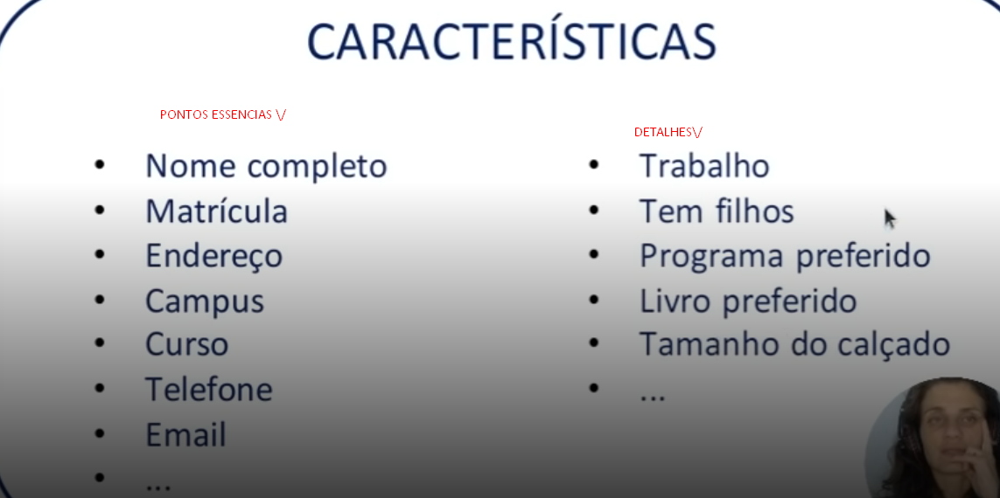 CARACTERÍSTICAS
PONTOS ESSENCIAS \/
• Nome completo
• Matrícula
• Endereço
• Campus
• Curso
• Telefone
• Email
• ...
DETALHES\/
• Trabalho
• Tem filhos
• Programa preferido
• Livro preferido
• Tamanho do calçado
• ...